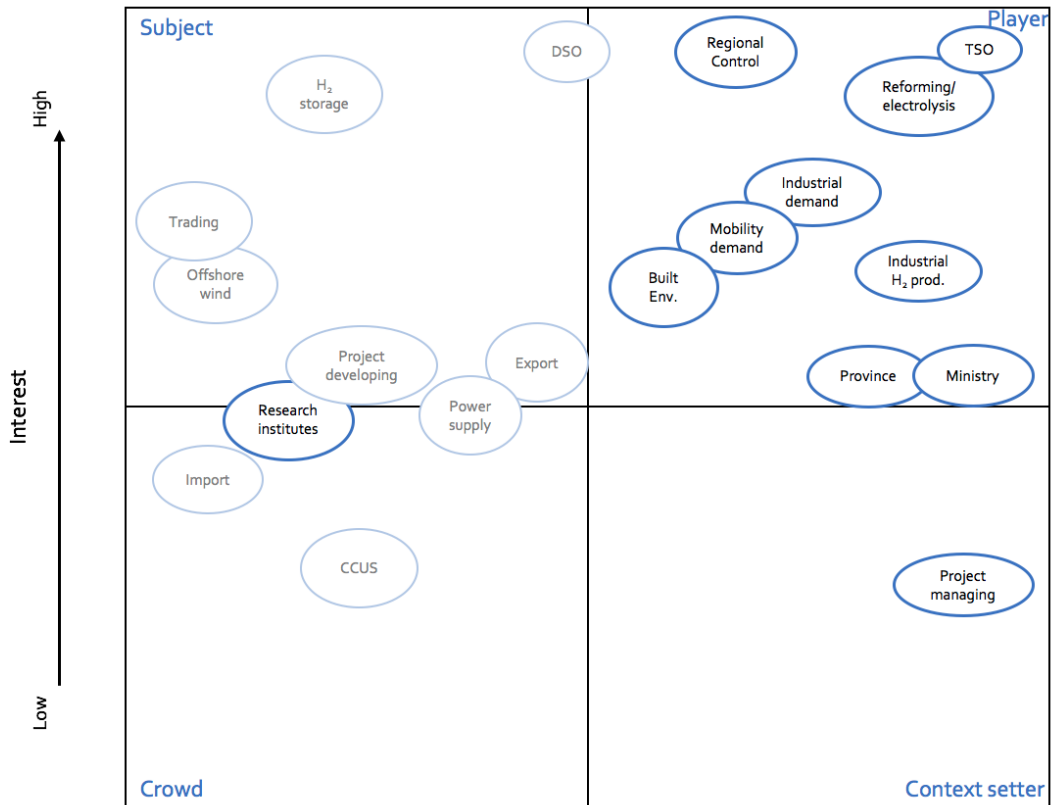 Subject
Player
DSO
Regional
Control
TSO
H₂
storage
Reforming/
electrolysis
High
Industrial
demand
Trading
Mobility
demand
Offshore
wind
Built
Env.
Industrial
H₂ prod.
Project
developing
Export
Province
Ministry
Interest
Research
institutes
Power
supply
Import
CCUS
Project
managing
Low
Crowd
Context setter